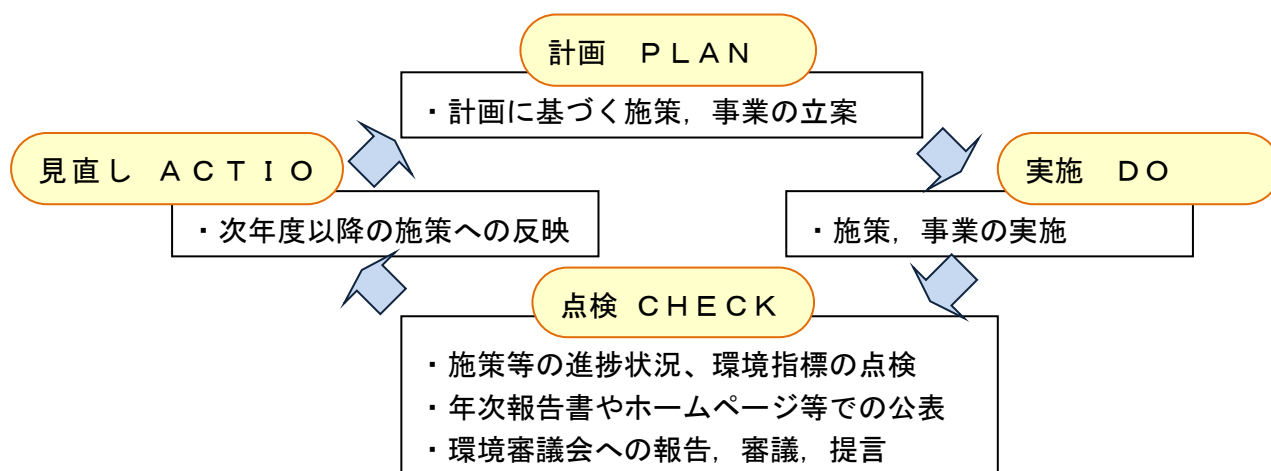 計画　ＰＬＡＮ
・計画に基づく施策，事業の立案
見直し ＡＣＴＩＯ
・次年度以降の施策への反映
実施　ＤＯ
・施策，事業の実施
点検 ＣＨＥＣＫ
・施策等の進捗状況、環境指標の点検
・年次報告書やホームページ等での公表
・環境審議会への報告，審議，提言